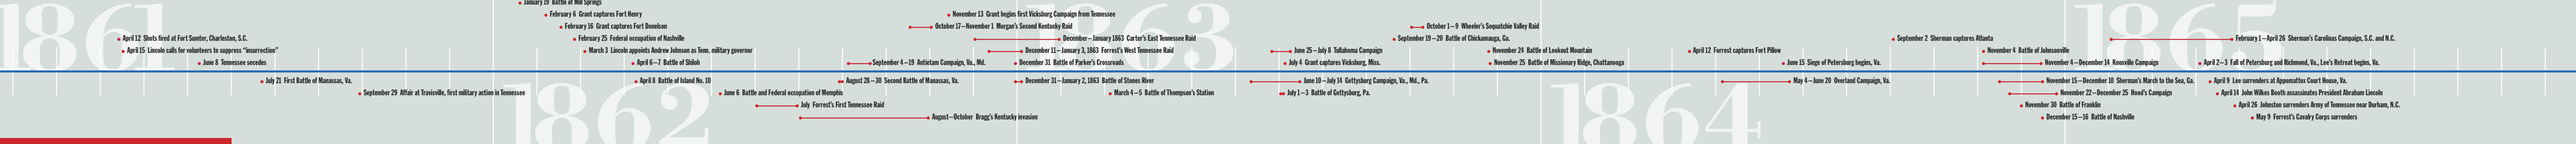 1861
April 12 Shots fired at Fort Sumter, Charleston, S.C.
April 15 Lincoln calls for volunteers to suppress “insurrection”
June 8 Tennessee secedes
July 21 First Battle of Manassas, Va.
September 29 Affair at Travisville, first military action in Tennessee
1862
January 19 Battle of Mill Springs
February 6 Grant captures Fort Henry
February 16 Grant captures Fort Donelson
February 25 Federal occupation of Nashville
March 3 Lincoln appoints Andrew Johnson as Tenn. military governor
April 6—7 Battle of Shiloh
April 8 Battle of Island No. 10
June 6 Battle and Federal occupation of Memphis
July Forrest's First Tennessee Raid
August—October Bragg's Kentucky invasion
August 28—30 Second Battle of Manassas, Va.
September 4—19 Antietam Campaign, Va., Md.
November 13 Grant begins first Vicksburg Campaign from Tennessee
October 17—November 1 Morgan's Second Kentucky Raid
December—January 1863 Carter's East Tennessee Raid
December 11—January 3, 1863 Forrest's West Tennessee Raid
December 31 Battle of Parker's Crossroads
December 31—January 2, 1863 Battle of Stones River
1863
March 4—5 Battle of Thompson's Station
June 25—July 8 Tullahoma Campaign
July 4 Grant captures Vicksburg, Miss.
June 10—July 14 Gettysburg Campaign, Va., Md., Pa.
July 1—3 Battle of Gettysburg, Pa.
October 1—9 Wheeler's Sequatchie Valley Raid
September 19—20 Battle of Chickamauga, Ga.
November 24 Battle of Lookout Mountain
November 25 Battle of Missionary Ridge, Chattanooga
1864
April 12 Forrest captures Fort Pillow
June 15 Siege of Petersburg begins, Va.
May 4—June 20 Overland Campaign, Va.
September 2 Sherman captures Atlanta
November 4 Battle of Johnsonville
November 4—December 14 Knoxville Campaign
November 15—December 10 Sherman's March to the Sea, Ga.
November 22—December 25 Hood's Campaign
November 30 Battle of Franklin
December 15—16 Battle of Nashville
1865
February 1—April 26 Sherman's Carolinas Campaign, S.C. and N.C.
April 2—3 Fall of Petersburg and Richmond, Va., Lee's Retreat begins, Va.
April 9 Lee surrenders at Appomattox Court House, Va.
April 14 John Wilkes Booth assassinates President Abraham Lincoln
April 26 Johnston surrenders Army of Tennessee near Durham, N.C.
May 9 Forrest's Cavalry Corps surrenders